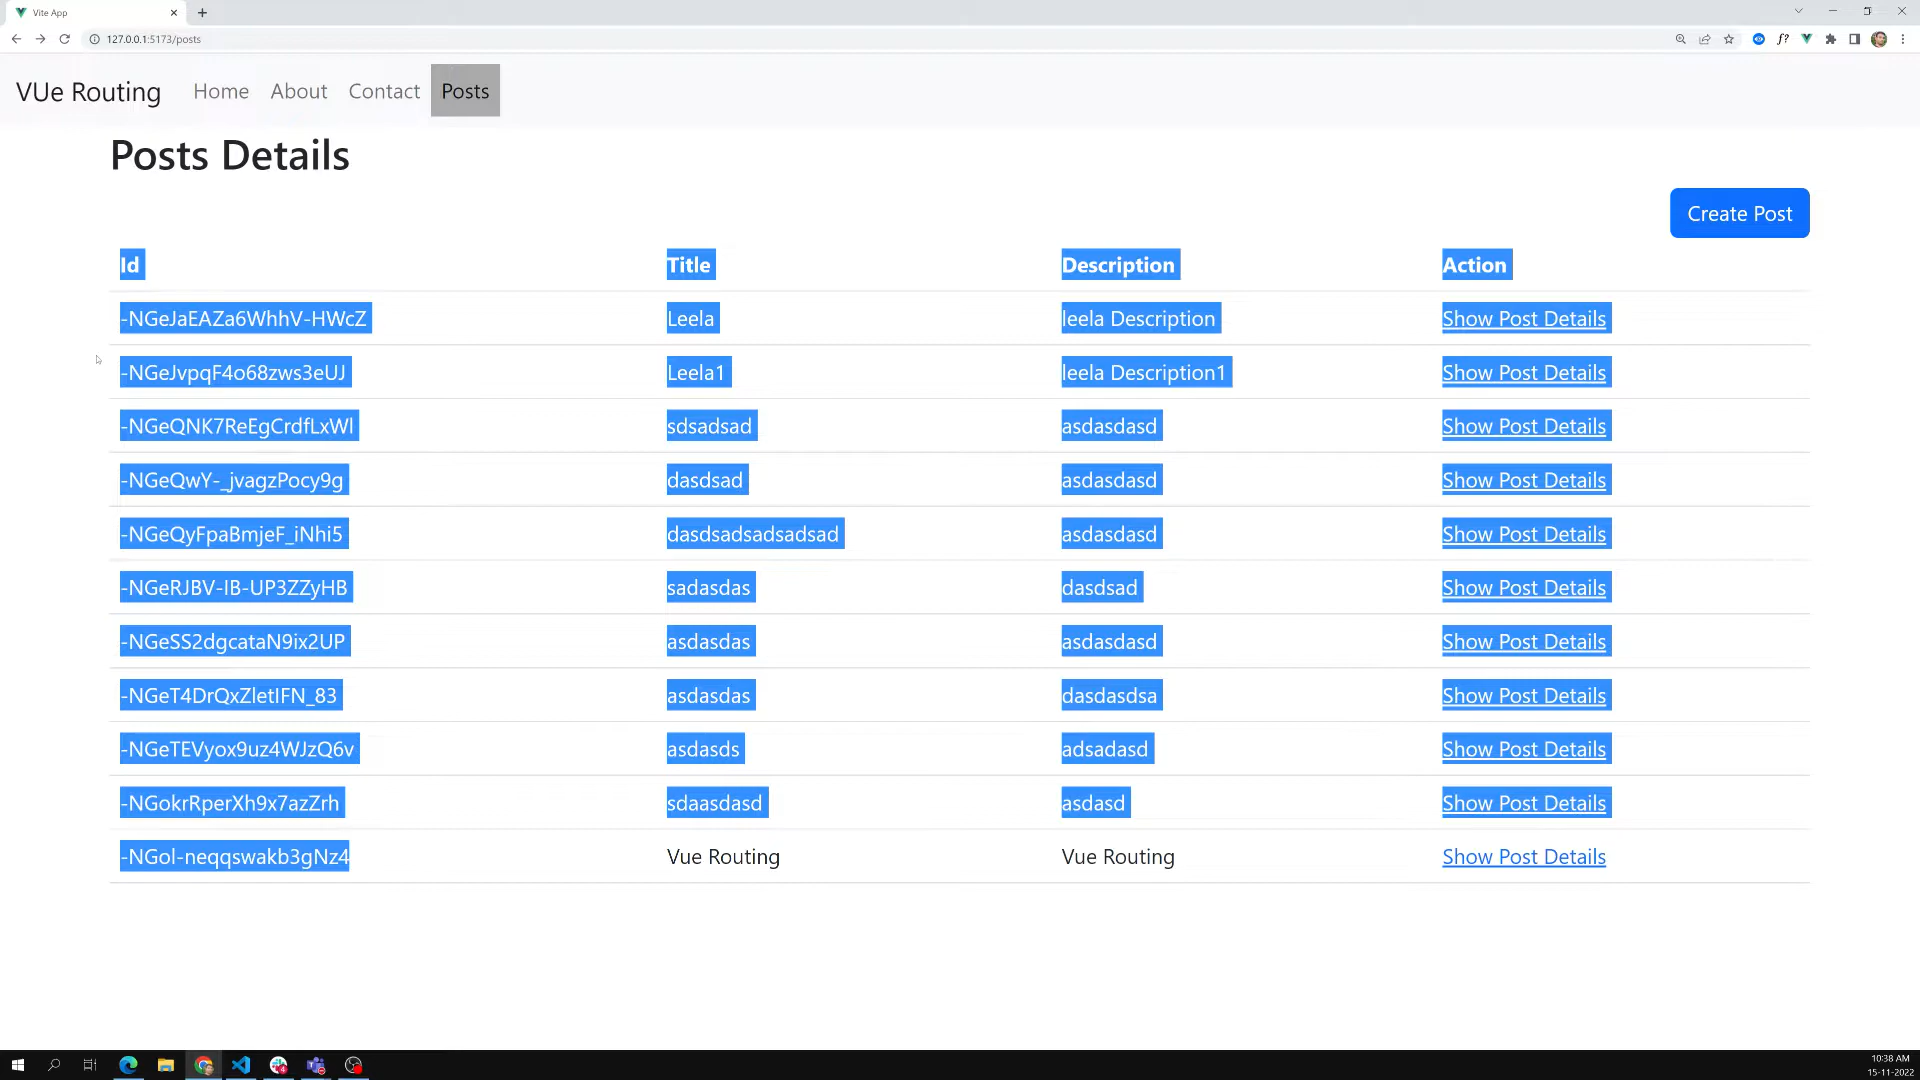 Vite App
127.0.0.1:5173/posts
VUe Routing Home About Contact Posts
Posts Details
Create Post
Id Title Description Action
-NGeJaEAZa6WhhV-HWcZ Leela leela Description Show Post Details
-NGeJvpqF4o68zws3eUJ Leela1 leela Description1 Show Post Details
-NGeQNK7ReEgCrdfLxWl sdsadsad asdasdasd Show Post Details
-NGeQwY-_jvagzPocy9g dasdsad asdasdasd Show Post Details
-NGeQyFpaBmjeF_iNhi5 dasdsadsadsadsad asdasdasd Show Post Details
-NGeRJBV-IB-UP3ZZyHB sadasdas dasdsad Show Post Details
-NGeSS2dgcataN9ix2UP asdasdas asdasdasd Show Post Details
-NGeT4DrQxZletIFN_83 asdasdas dasdasdsa Show Post Details
-NGeTEVyox9uz4WJzQ6v asdasds adsadasd Show Post Details
-NGokrRperXh9x7azZrh sdaasdasd asdasd Show Post Details
-NGol-neqqswakb3gNz4 Vue Routing Vue Routing Show Post Details
10:38 AM
15-11-2022